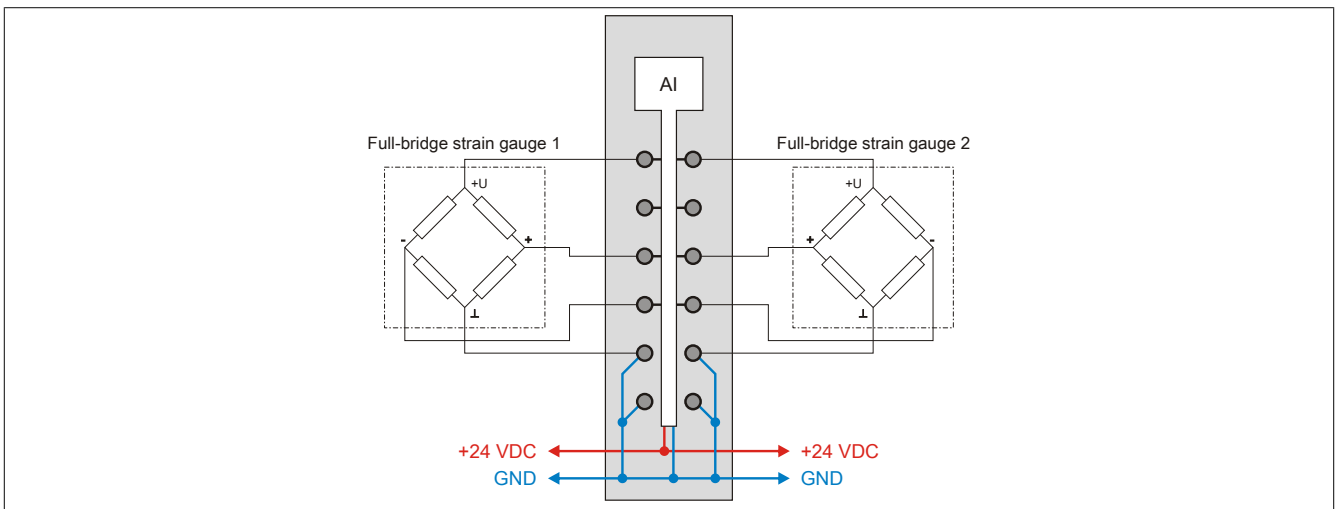 AI
Full-bridge strain gauge 1
Full-bridge strain gauge 2
+U
+U
-
+
+
-
⊥
⊥
+24 VDC
+24 VDC
GND
GND